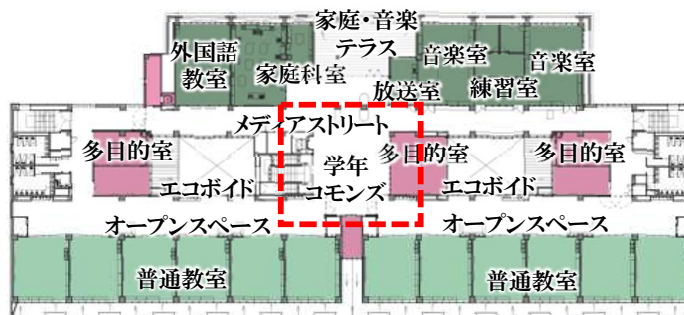 家庭・音楽
テラス
外国語
教室
家庭科室
放送室
音楽室
練習室
音楽室
メディアストリート
多目的室
学年
コモンズ
多目的室
多目的室
エコボイド
エコボイド
オープンスペース
オープンスペース
普通教室
普通教室